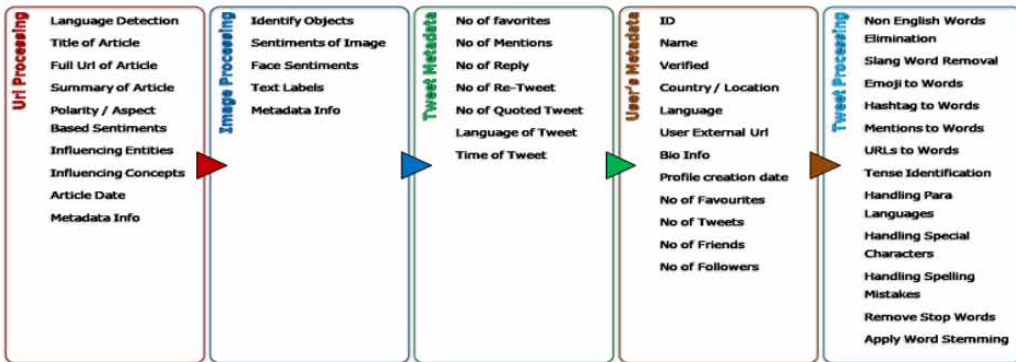 Url Processing
Language Detection
Title of Article
Full Url of Article
Summary of Article
Polarity / Aspect
Based Sentiments
Influencing Entities
Influencing Concepts
Article Date
Metadata Info
Image Processing
Identify Objects
Sentiments of Image
Face Sentiments
Text Labels
Metadata Info
Tweet Metadata
No of favorites
No of Mentions
No of Reply
No of Re-Tweet
No of Quoted Tweet
Language of Tweet
Time of Tweet
User's Metadata
ID
Name
Verified
Country / Location
Language
User External Url
Bio Info
Profile creation date
No of Favourites
No of Tweets
No of Friends
No of Followers
Tweet Processing
Non English Words
Elimination
Slang Word Removal
Emoji to Words
Hashtag to Words
Mentions to Words
URLs to Words
Tense Identification
Handling Para
Languages
Handling Special
Characters
Handling Spelling
Mistakes
Remove Stop Words
Apply Word Stemming